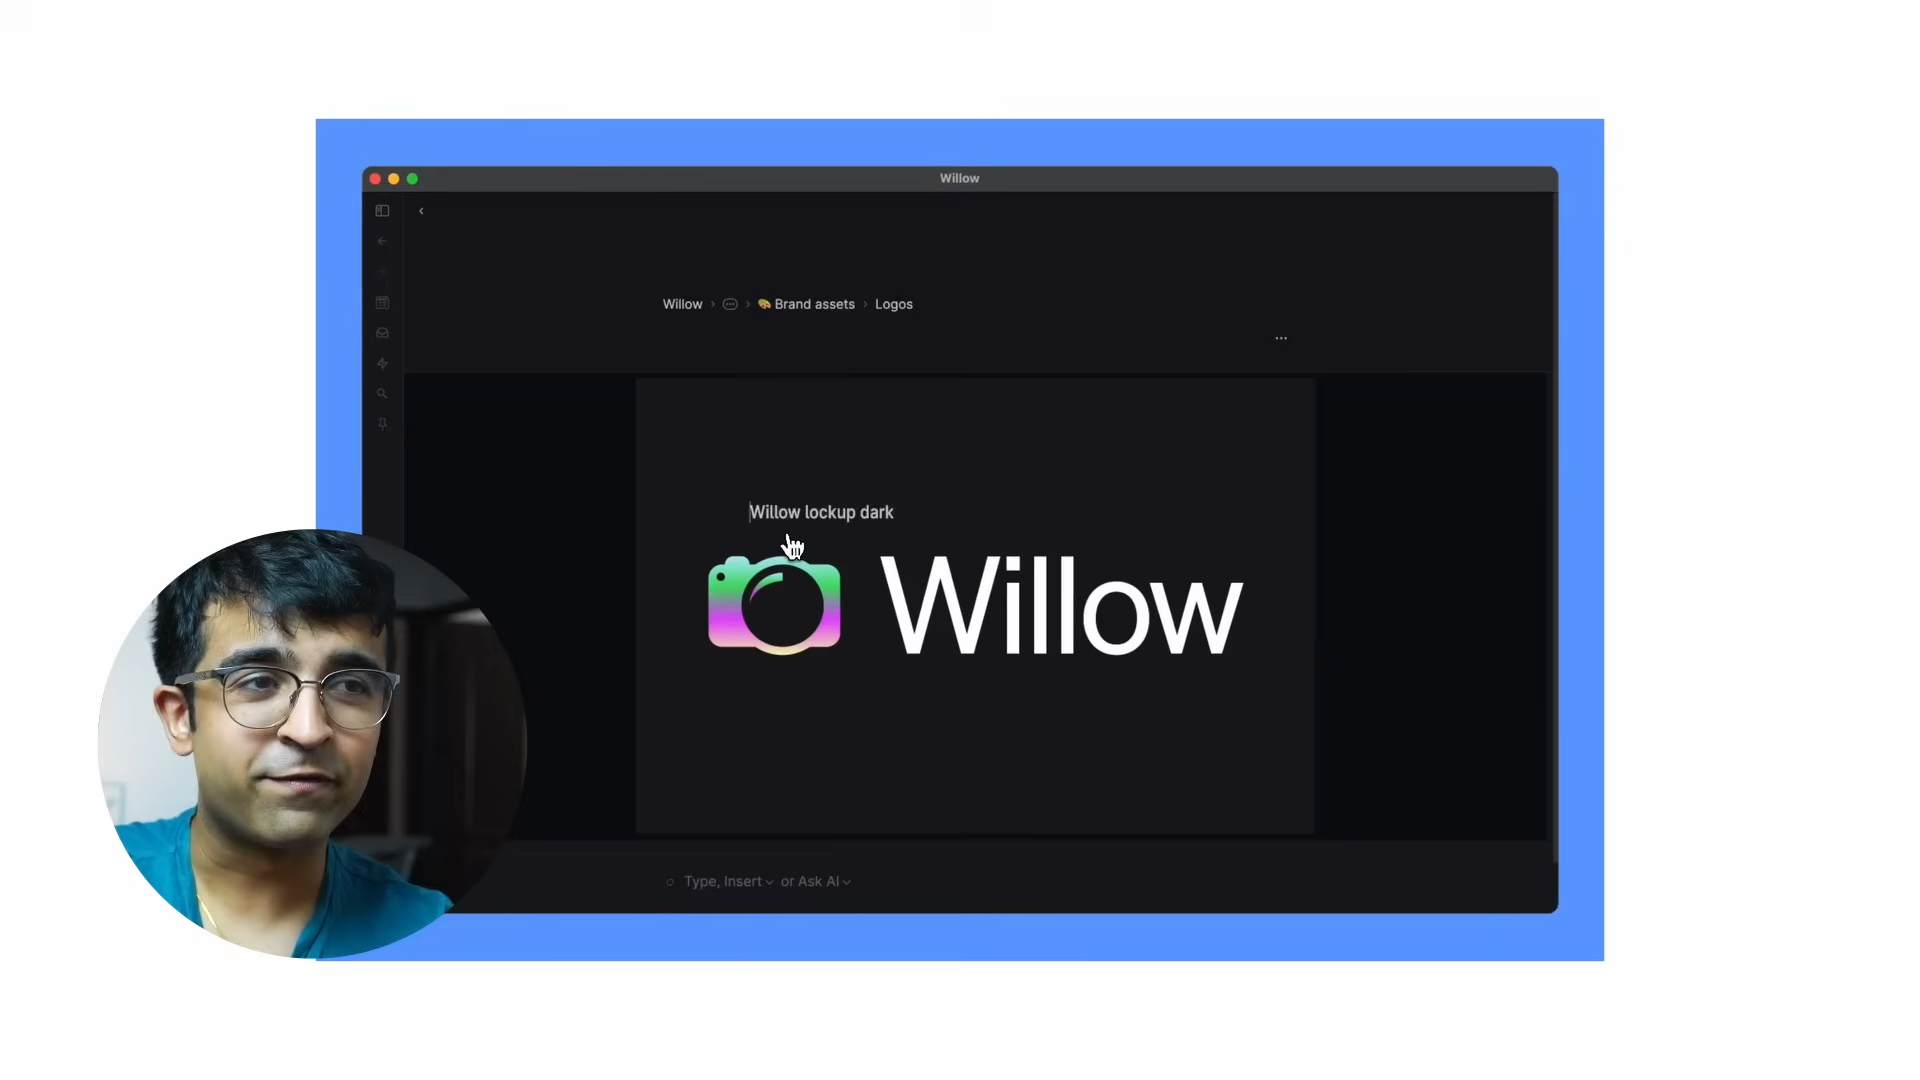 Willow
Willow › 🎨 Brand assets › Logos
Willow lockup dark
Willow
Type, Insert or Ask AI